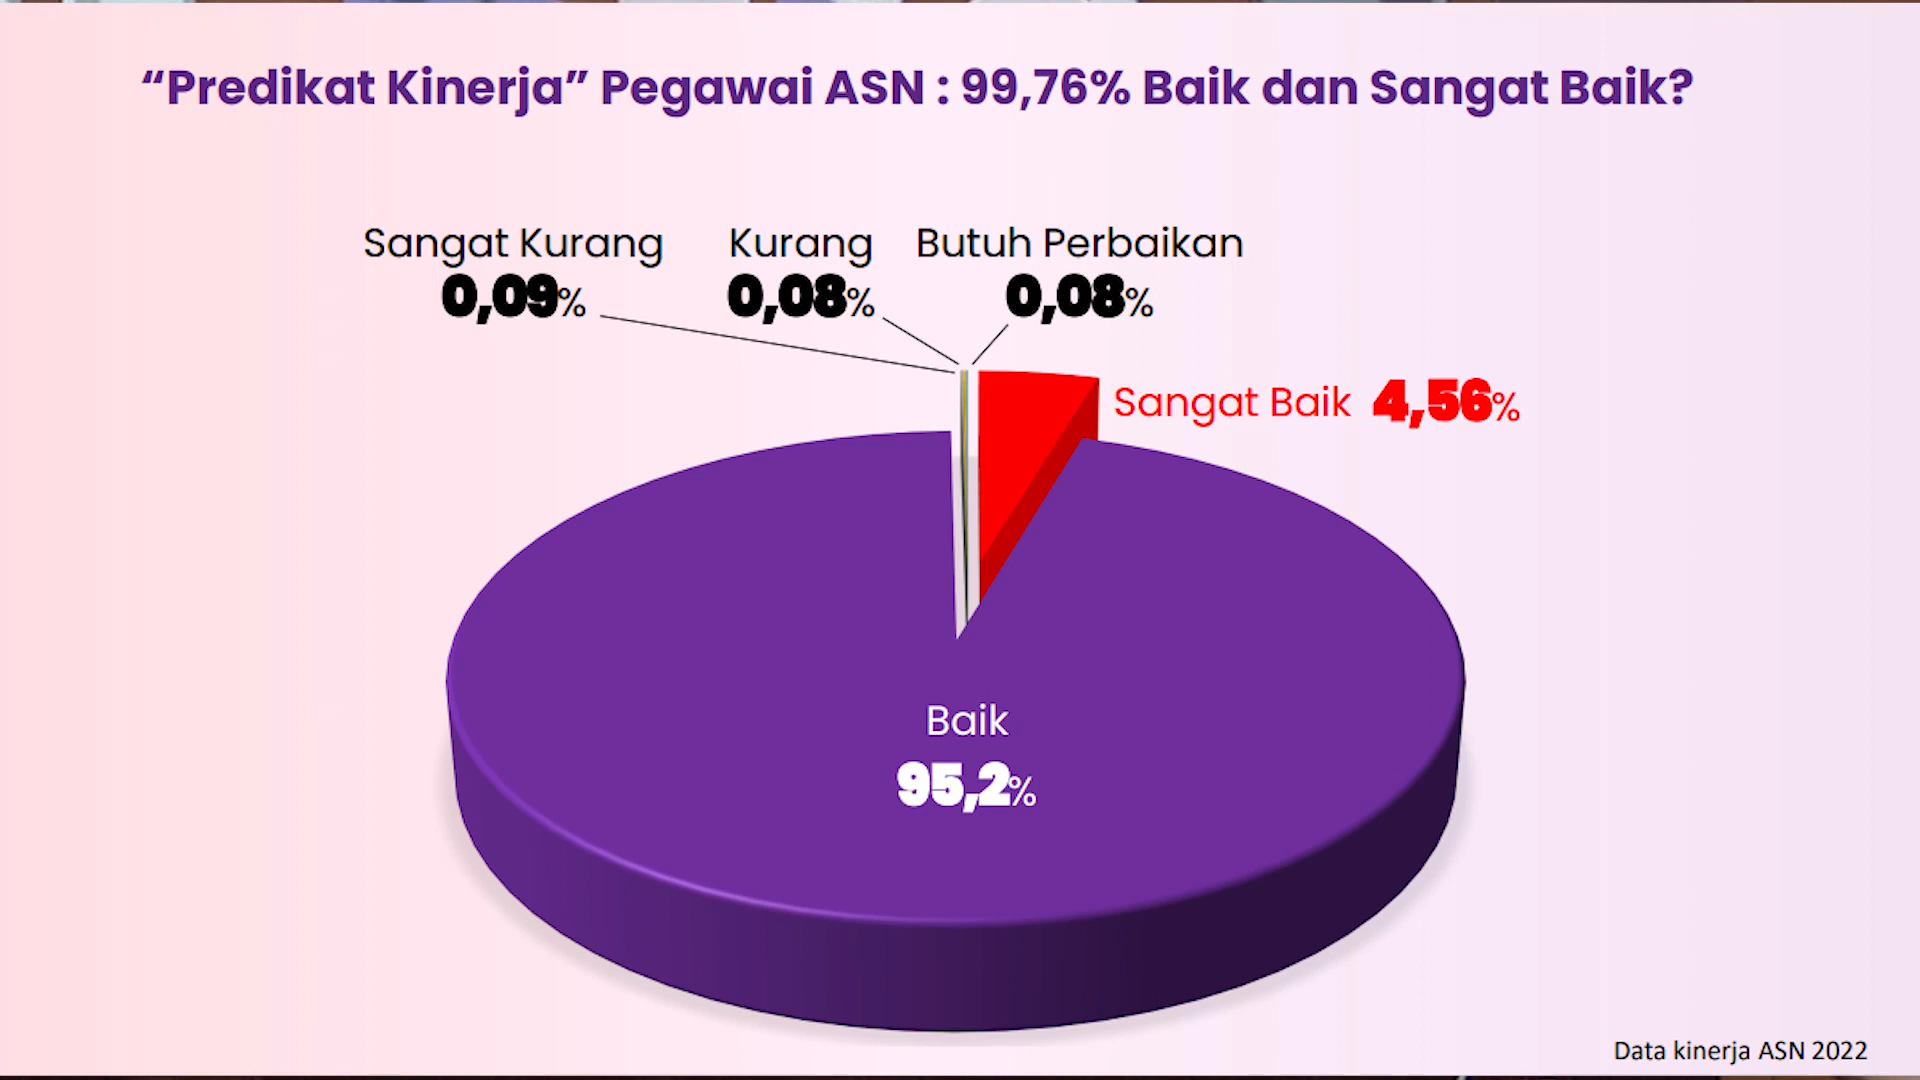 “Predikat Kinerja” Pegawai ASN : 99,76% Baik dan Sangat Baik?
Sangat Kurang
0,09%
Kurang
0,08%
Butuh Perbaikan
0,08%
Sangat Baik 4,56%
Baik
95,2%
Data kinerja ASN 2022